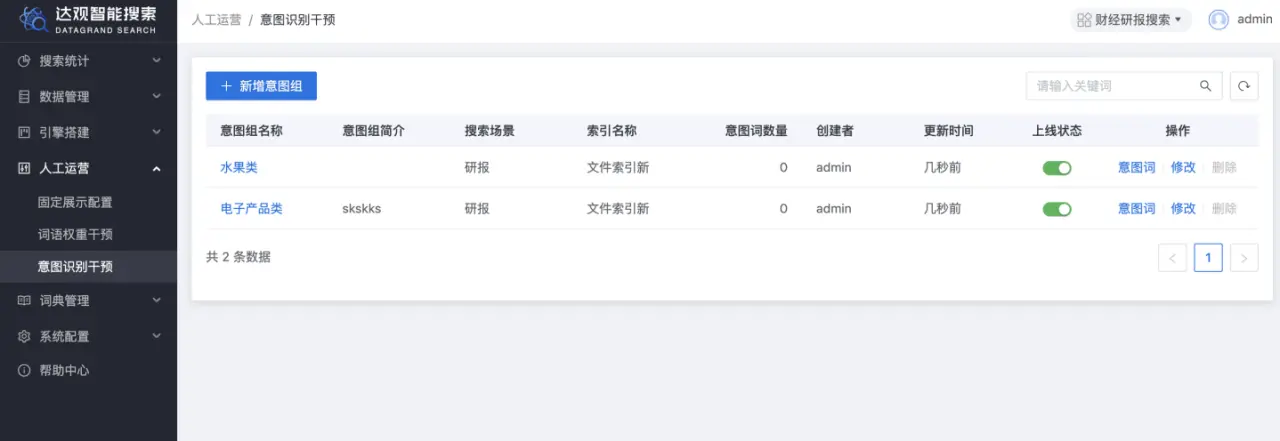 达观智能搜索
DATAGRAND SEARCH
人工运营 / 意图识别干预
财经研报搜索
admin
搜索统计
数据管理
引擎搭建
人工运营
固定展示配置
词语权重干预
意图识别干预
词典管理
系统配置
帮助中心
+ 新增意图组
请输入关键词
意图组名称 意图组简介 搜索场景 索引名称 意图词数量 创建者 更新时间 上线状态 操作
水果类 研报 文件索引新 0 admin 几秒前 意图词 修改 删除
电子产品类 skskks 研报 文件索引新 0 admin 几秒前 意图词 修改 删除
共 2 条数据
< 1 >